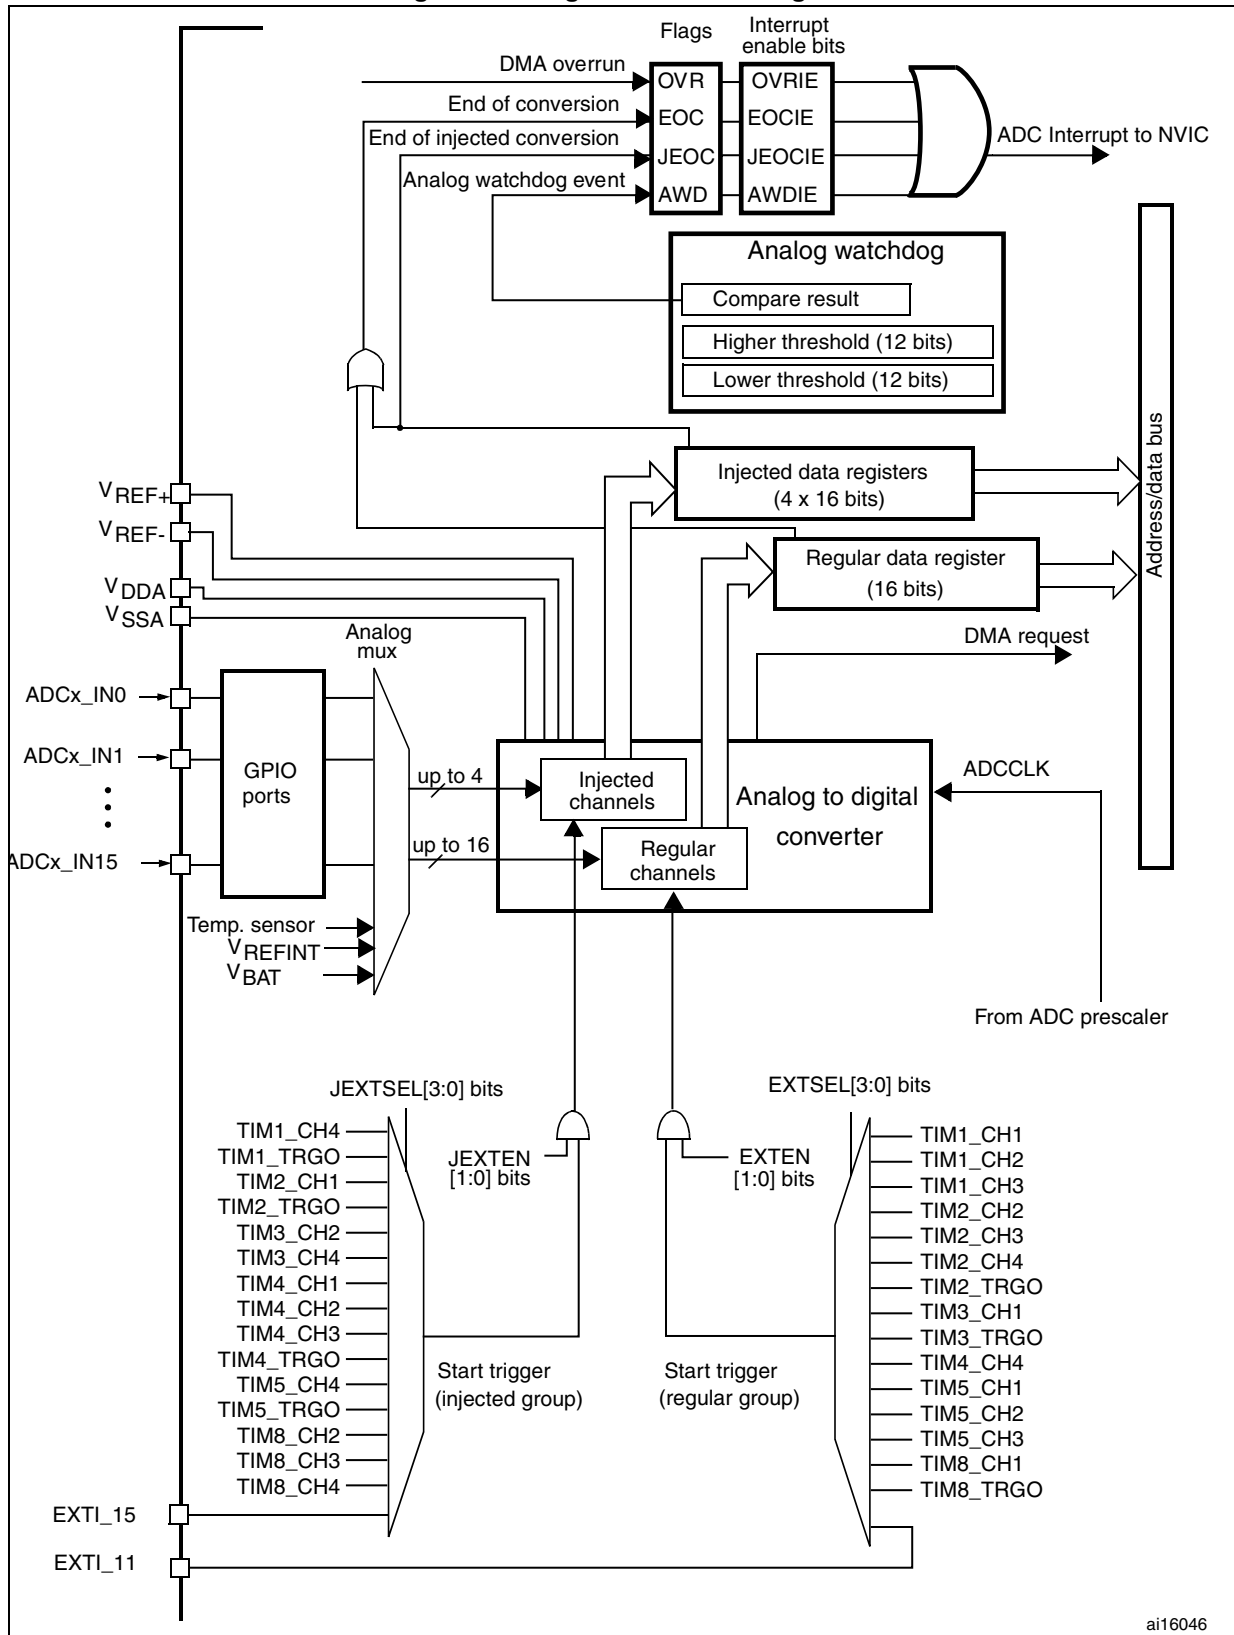 Flags
Interrupt
enable bits
DMA overrun
OVR
OVRIE
End of conversion
EOC
EOCIE
End of injected conversion
JEOC
JEOCIE
ADC Interrupt to NVIC
Analog watchdog event
AWD
AWDIE
Analog watchdog
Compare result
Higher threshold (12 bits)
Lower threshold (12 bits)
Address/data bus
Injected data registers
(4 x 16 bits)
VREF+
VREF-
Regular data register
(16 bits)
VDDA
VSSA
Analog
mux
DMA request
ADCx_IN0
ADCx_IN1
ADCx_IN15
GPIO
ports
up to 4
up to 16
Injected
channels
Regular
channels
Analog to digital
converter
ADCCLK
Temp. sensor
VREFINT
VBAT
From ADC prescaler
JEXTSEL[3:0] bits
EXTSEL[3:0] bits
TIM1_CH4
TIM1_TRGO
TIM2_CH1
TIM2_TRGO
TIM3_CH2
TIM3_CH4
TIM4_CH1
TIM4_CH2
TIM4_CH3
TIM4_TRGO
TIM5_CH4
TIM5_TRGO
TIM8_CH2
TIM8_CH3
TIM8_CH4
JEXTEN
[1:0] bits
EXTEN
[1:0] bits
Start trigger
(injected group)
Start trigger
(regular group)
TIM1_CH1
TIM1_CH2
TIM1_CH3
TIM2_CH2
TIM2_CH3
TIM2_CH4
TIM2_TRGO
TIM3_CH1
TIM3_TRGO
TIM4_CH4
TIM5_CH1
TIM5_CH2
TIM5_CH3
TIM8_CH1
TIM8_TRGO
EXTI_15
EXTI_11
ai16046